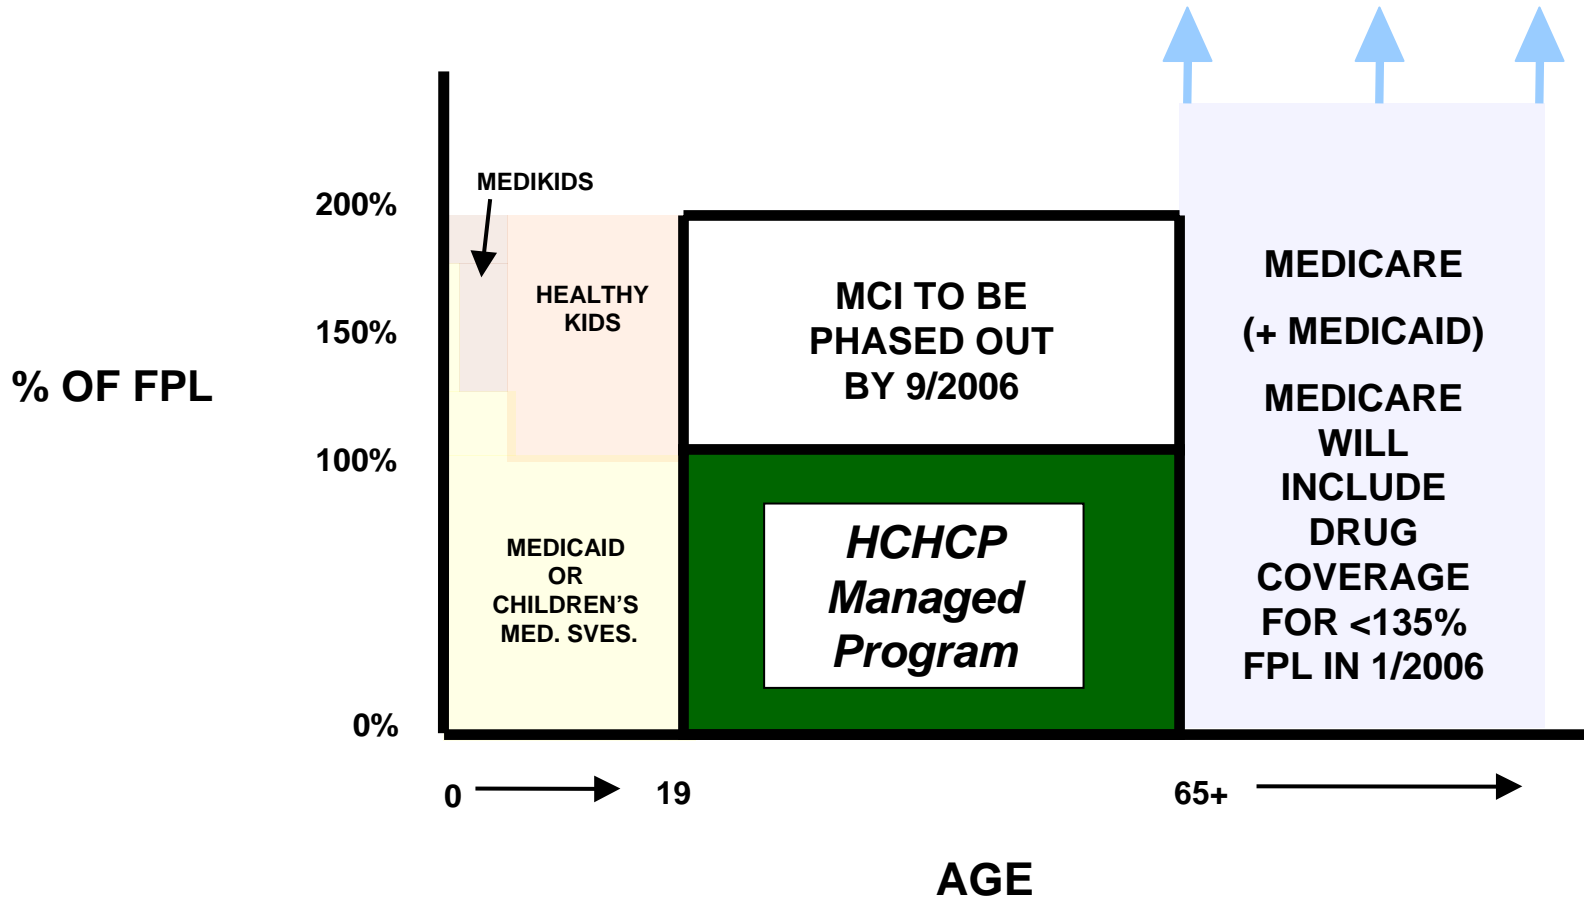 MEDIKIDS
200%
HEALTHY
KIDS
150%
% OF FPL
100%
MEDICAID
OR
CHILDREN’S
MED. SVES.
0%
MCI TO BE
PHASED OUT
BY 9/2006
HCHCP
Managed
Program
MEDICARE
(+ MEDICAID)
MEDICARE
WILL
INCLUDE
DRUG
COVERAGE
FOR <135%
FPL IN 1/2006
0
19
65+
AGE